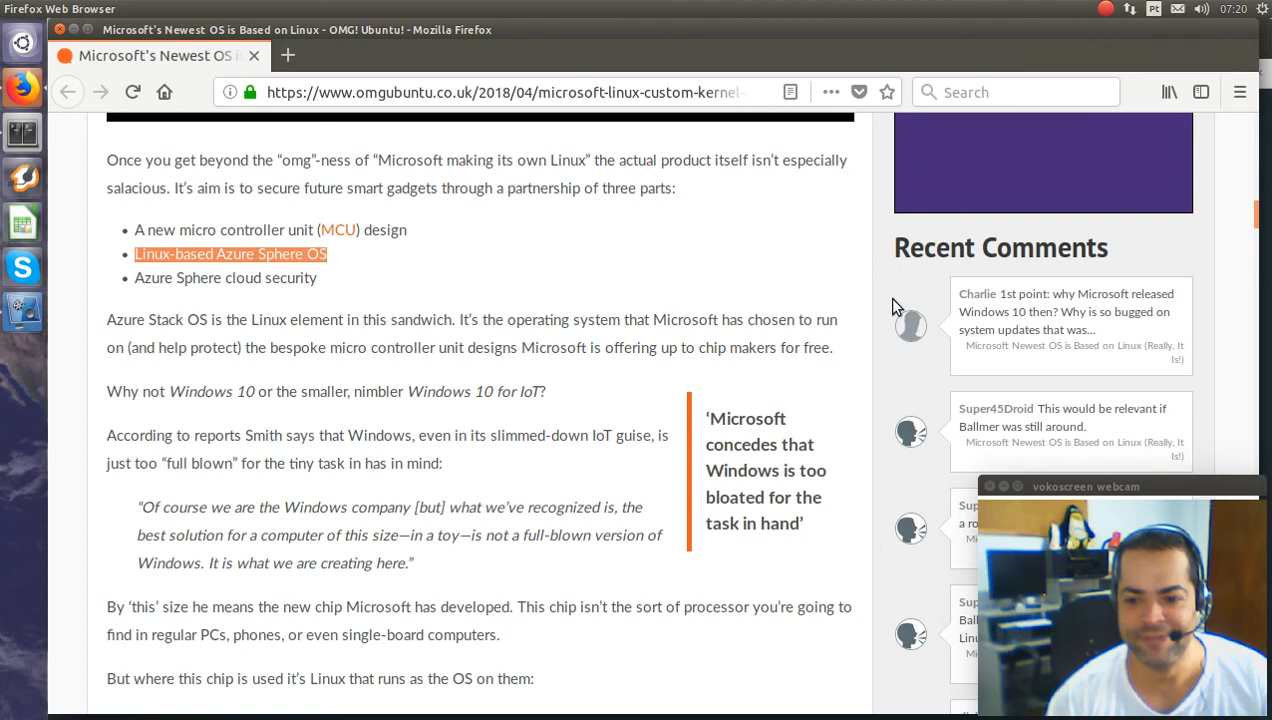 Firefox Web Browser
Pt
07:20
Microsoft's Newest OS is Based on Linux - OMG! Ubuntu! - Mozilla Firefox
Microsoft's Newest OS is
https://www.omgubuntu.co.uk/2018/04/microsoft-linux-custom-kernel-
Search
Once you get beyond the “omg”-ness of “Microsoft making its own Linux” the actual product itself isn’t especially
salacious. It’s aim is to secure future smart gadgets through a partnership of three parts:
• A new micro controller unit (MCU) design
• Linux-based Azure Sphere OS
• Azure Sphere cloud security
Azure Stack OS is the Linux element in this sandwich. It’s the operating system that Microsoft has chosen to run
on (and help protect) the bespoke micro controller unit designs Microsoft is offering up to chip makers for free.
Why not Windows 10 or the smaller, nimbler Windows 10 for IoT?
According to reports Smith says that Windows, even in its slimmed-down IoT guise, is
just too “full blown” for the tiny task in has in mind:
“Of course we are the Windows company [but] what we’ve recognized is, the
best solution for a computer of this size—in a toy—is not a full-blown version of
Windows. It is what we are creating here.”
‘Microsoft
concedes that
Windows is too
bloated for the
task in hand’
By ‘this’ size he means the new chip Microsoft has developed. This chip isn’t the sort of processor you’re going to
find in regular PCs, phones, or even single-board computers.
But where this chip is used it’s Linux that runs as the OS on them:
Recent Comments
Charlie 1st point: why Microsoft released
Windows 10 then? Why is so bugged on
system updates that was...
Microsoft Newest OS is Based on Linux (Really, It
Is!)
Super45Droid This would be relevant if
Ballmer was still around.
Microsoft Newest OS is Based on Linux (Really, It
Is!)
Sup
a ro
Mi
Sup
Ball
Linu
Mi
vokoscreen webcam